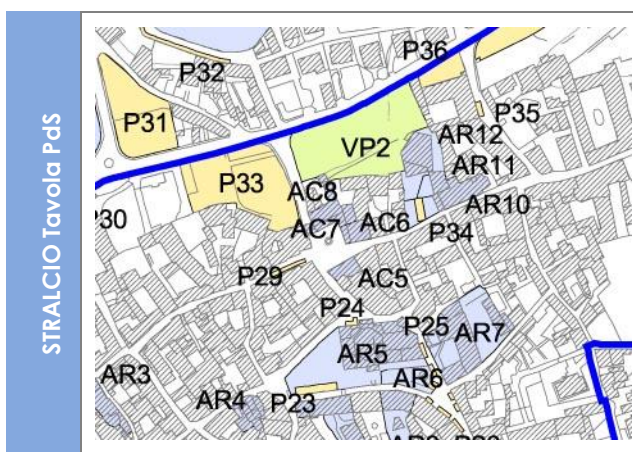 STRALCIO Tavola PdS
P36
P32
P31
P35
AR12
VP2
AR11
P33
AC8
AR10
P30
AC7
AC6
P34
P29
AC5
P24
P25
AR7
AR5
AR3
AR6
P23
AR4